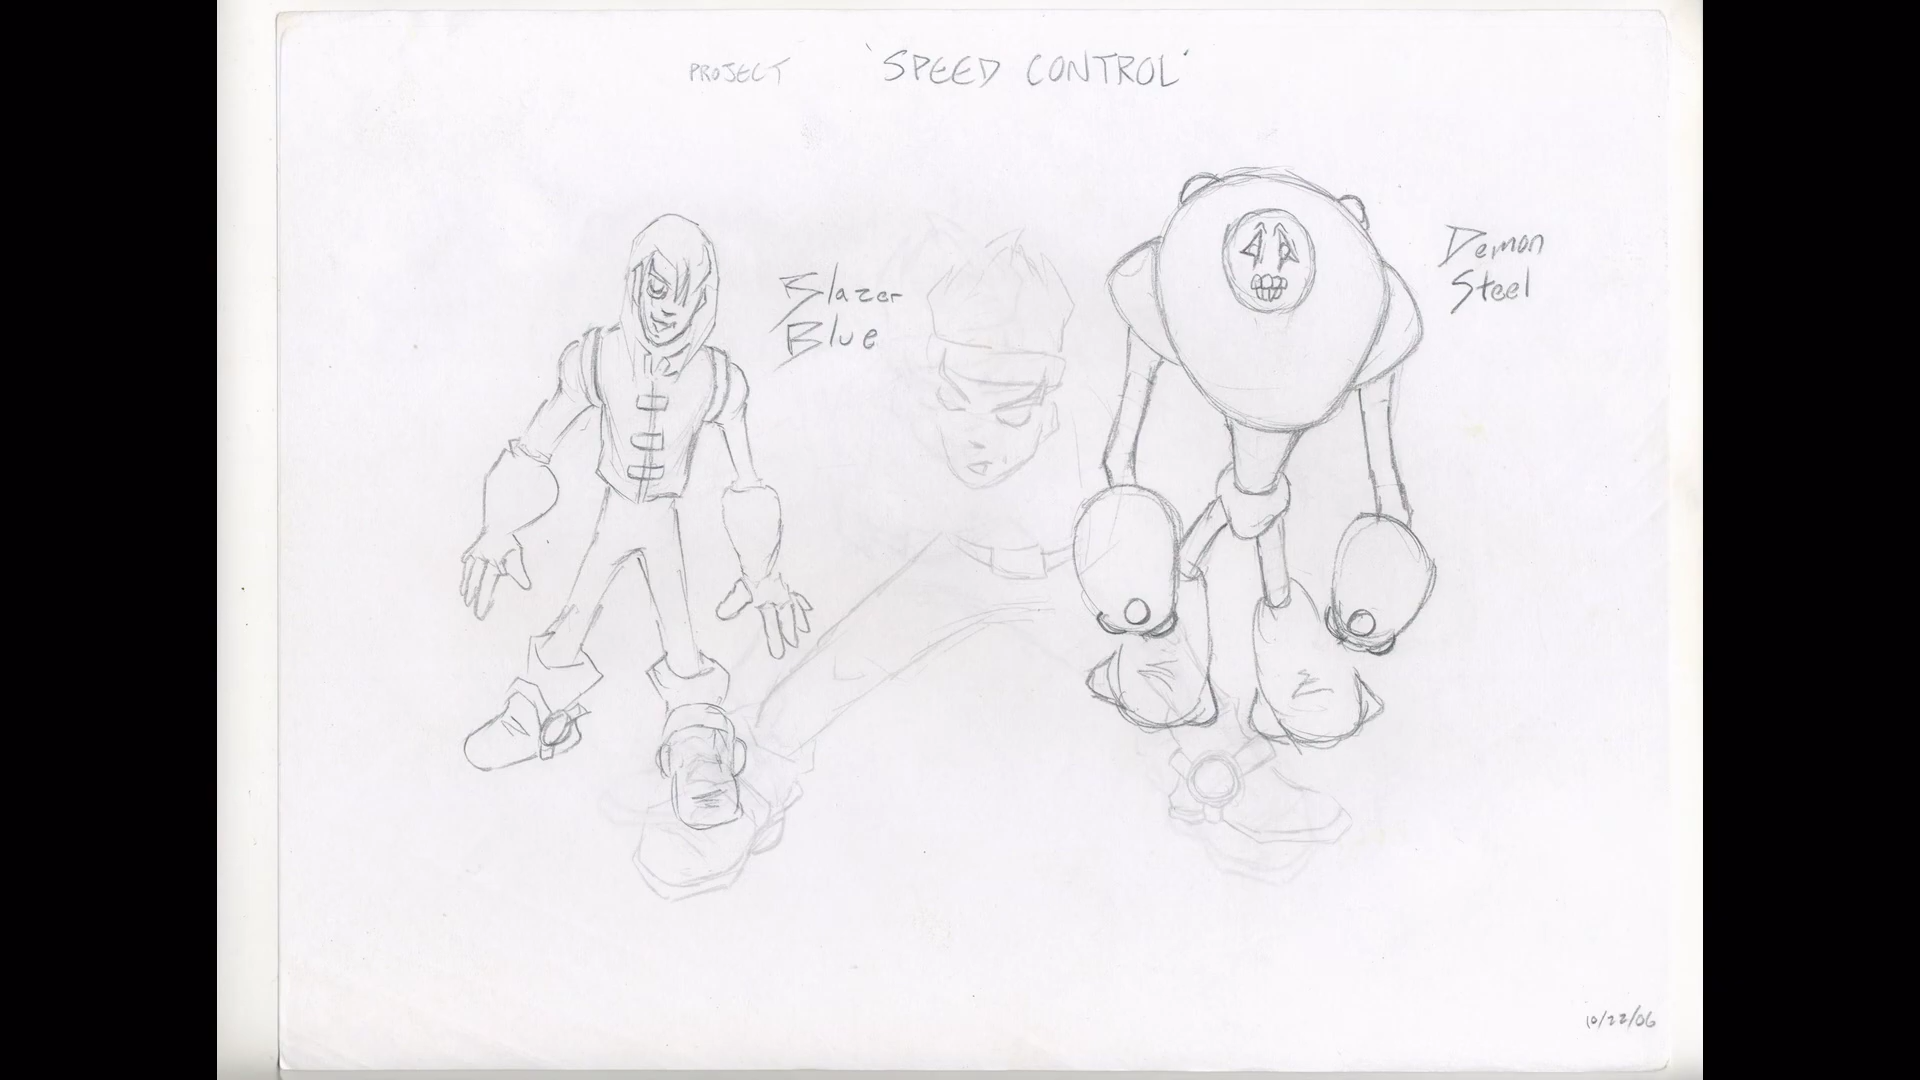 PROJECT 'SPEED CONTROL'
Blazer
Blue
Demon
Steel
10/22/06